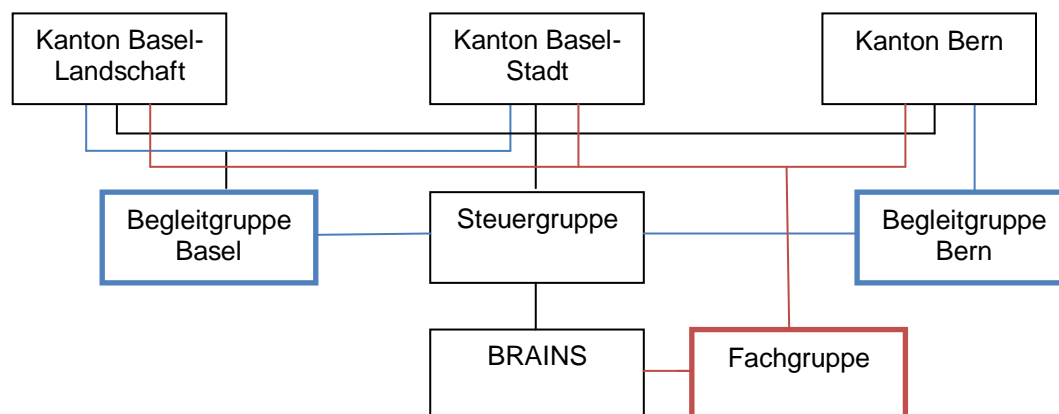 Kanton Basel-
Landschaft
Kanton Basel-
Stadt
Kanton Bern
Begleitgruppe
Basel
Steuergruppe
Begleitgruppe
Bern
BRAINS
Fachgruppe